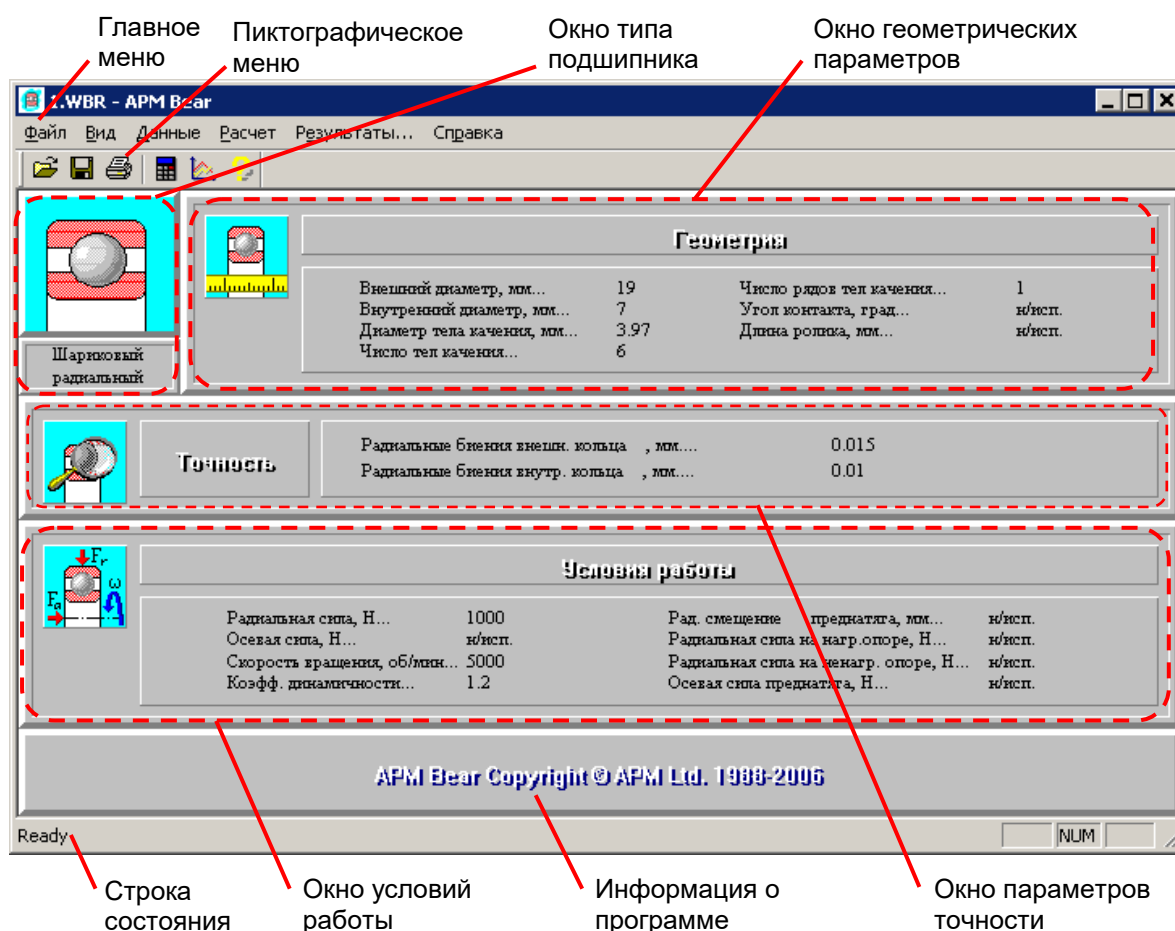 Главное
меню
Пиктографическое
меню
Окно типа
подшипника
Окно геометрических
параметров
1.WBR - APM Bear
Файл Вид Данные Расчет Результаты... Справка
Геометрия
Внешний диаметр, мм... 19 Число рядов тел качения... 1
Внутренний диаметр, мм... 7 Угол контакта, град... н/исп.
Диаметр тела качения, мм... 3.97 Длина ролика, мм... н/исп.
Число тел качения... 6
Шариковый
радиальный
Точность
Радиальные биения внешн. кольца , мм.... 0.015
Радиальные биения внутр. кольца , мм.... 0.01
Fr
Fa
ω
Условия работы
Радиальная сила, Н... 1000 Рад. смещение преднатяга, мм... н/исп.
Осевая сила, Н... н/исп. Радиальная сила на нагр.опоре, Н... н/исп.
Скорость вращения, об/мин... 5000 Радиальная сила на ненагр. опоре, Н... н/исп.
Коэфф. динамичности... 1.2 Осевая сила преднатяга, Н... н/исп.
APM Bear Copyright © APM Ltd. 1988-2006
Ready NUM
Строка
состояния
Окно условий
работы
Информация о
программе
Окно параметров
точности